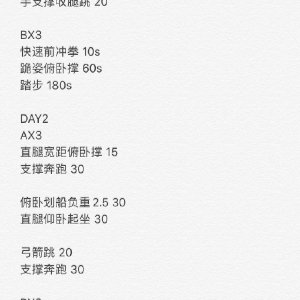 手支撑收腿跳 20
BX3
快速前冲拳 10s
跪姿俯卧撑 60s
踏步 180s
DAY2
AX3
直腿宽距俯卧撑 15
支撑奔跑 30
俯卧划船负重 2.5 30
直腿仰卧起坐 30
弓箭跳 20
支撑奔跑 30